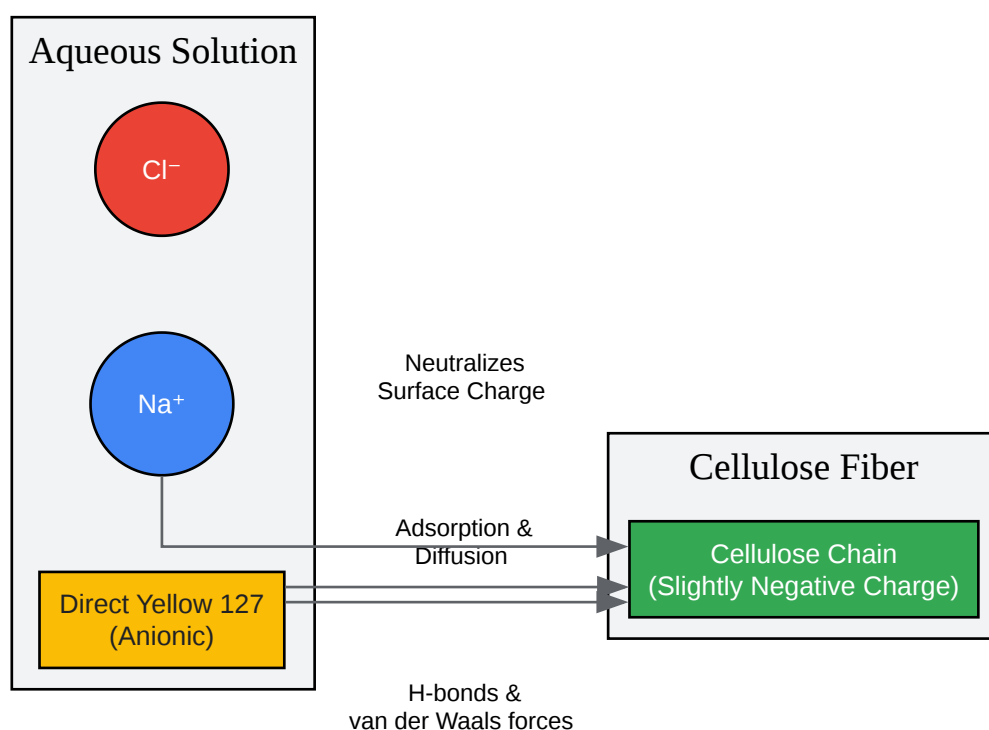 Aqueous Solution
Cl⁻
Na⁺
Neutralizes
Surface Charge
Cellulose Fiber
Adsorption &
Diffusion
Cellulose Chain
(Slightly Negative Charge)
Direct Yellow 127
(Anionic)
H-bonds &
van der Waals forces